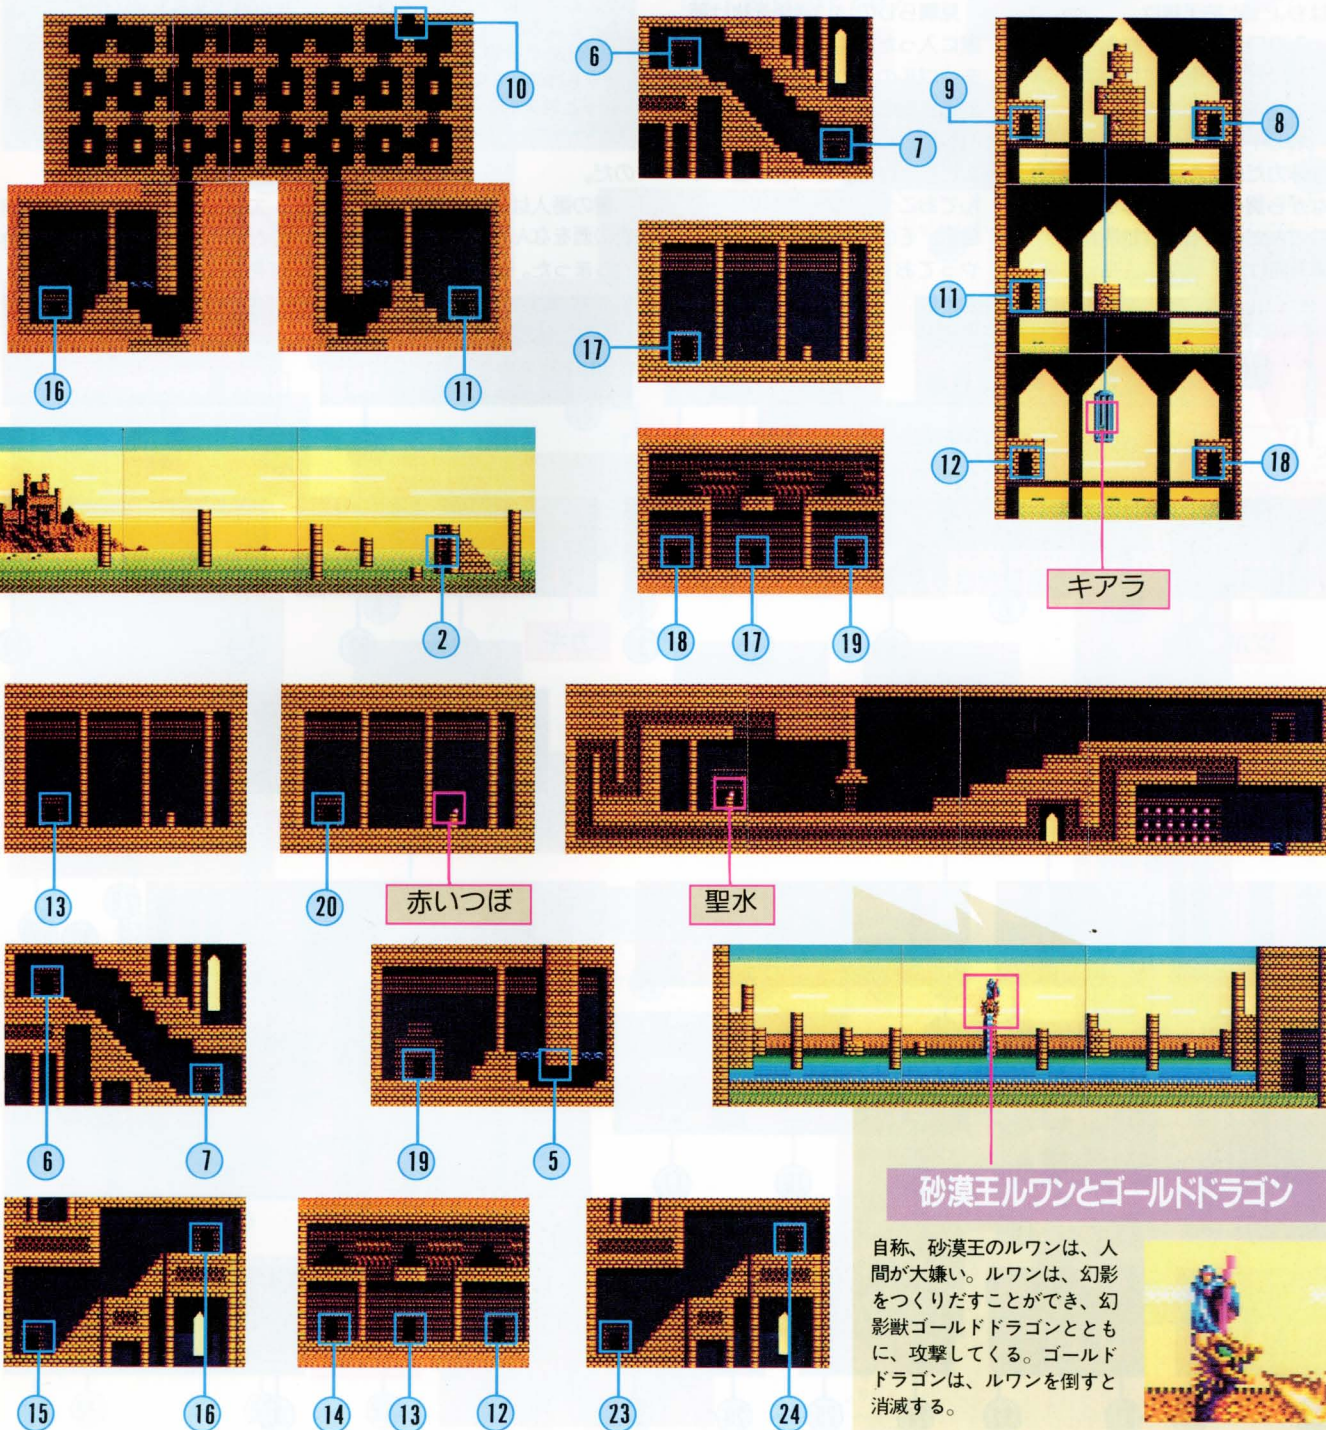 10
6
7
9
8
11
12
18
キアラ
16
11
17
2
18
17
19
13
20
赤いつぼ
聖水
6
7
19
5
砂漠王ルワンとゴールドドラゴン
自称、砂漠王のルワンは、人
間が大嫌い。ルワンは、幻影
をつくりだすことができ、幻
影獣ゴールドドラゴンととも
に、攻撃してくる。ゴールド
ドラゴンは、ルワンを倒すと
消滅する。
15
16
14
13
12
23
24